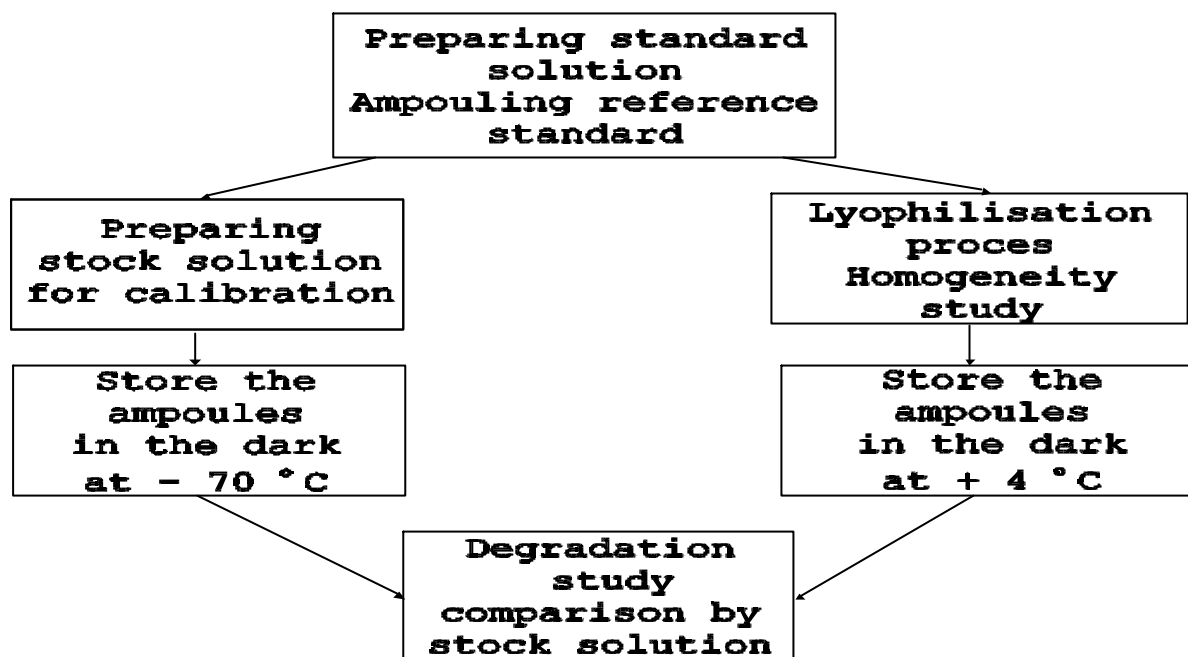 Preparing standard
solution
Ampouling reference
standard
Preparing
stock solution
for calibration
Lyophilisation
proces
Homogeneity
study
Store the
ampoules
in the dark
at - 70 °C
Store the
ampoules
in the dark
at + 4 °C
Degradation
study
comparison by
stock solution